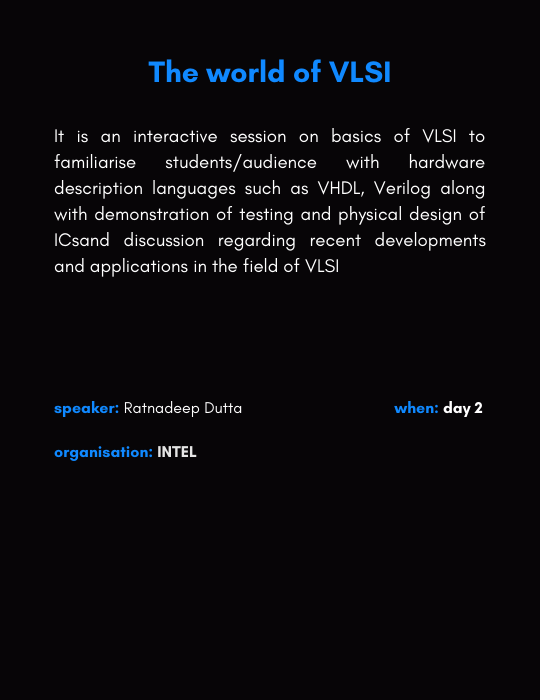 The world of VLSI
It is an interactive session on basics of VLSI to
familiarise students/audience with hardware
description languages such as VHDL, Verilog along
with demonstration of testing and physical design of
ICsand discussion regarding recent developments
and applications in the field of VLSI
speaker: Ratnadeep Dutta when: day 2
organisation: INTEL